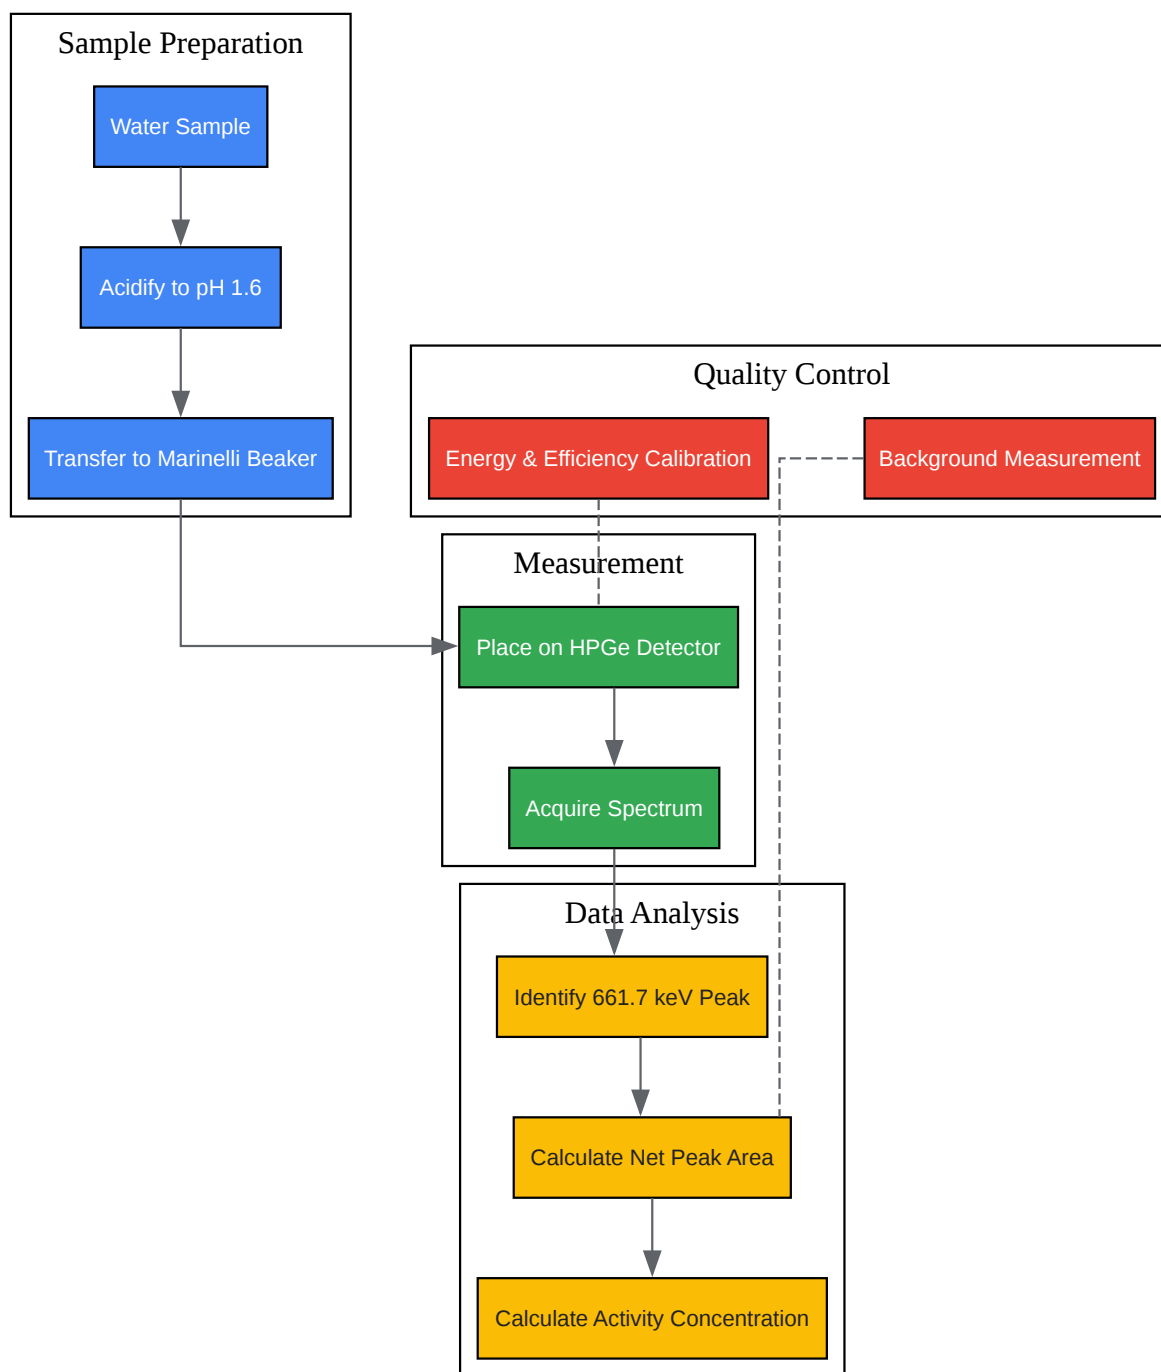 Sample Preparation
Water Sample
Acidify to pH 1.6
Transfer to Marinelli Beaker
Quality Control
Energy & Efficiency Calibration
Background Measurement
Measurement
Place on HPGe Detector
Acquire Spectrum
Data Analysis
Identify 661.7 keV Peak
Calculate Net Peak Area
Calculate Activity Concentration